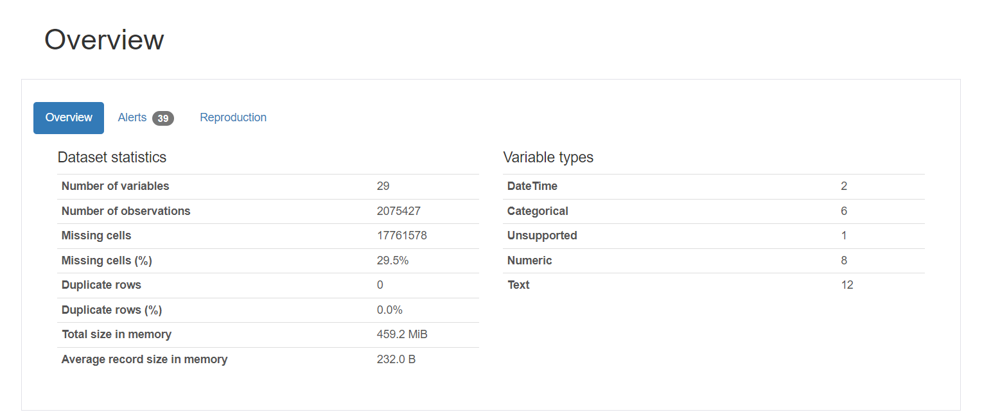 Overview
Overview Alerts 39 Reproduction
Dataset statistics
Number of variables 29
Number of observations 2075427
Missing cells 17761578
Missing cells (%) 29.5%
Duplicate rows 0
Duplicate rows (%) 0.0%
Total size in memory 459.2 MiB
Average record size in memory 232.0 B
Variable types
DateTime 2
Categorical 6
Unsupported 1
Numeric 8
Text 12